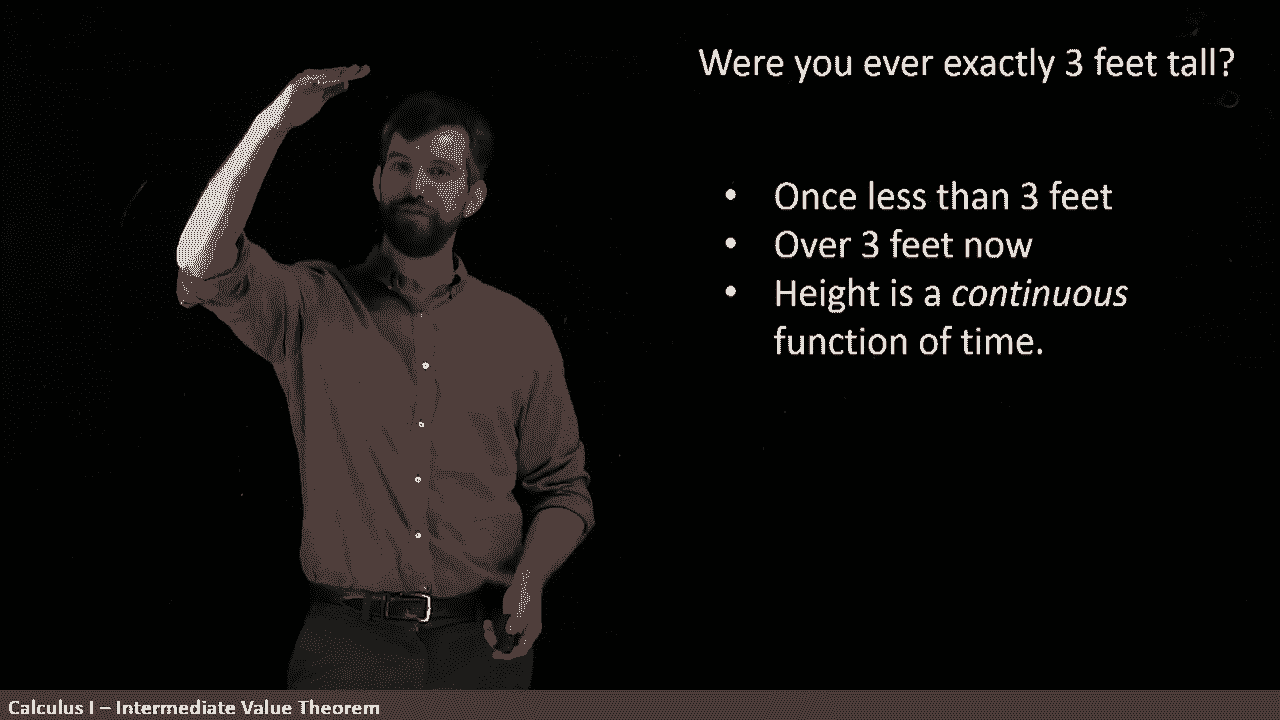 Were you ever exactly 3 feet tall?
• Once less than 3 feet
• Over 3 feet now
• Height is a continuous
function of time.
Calculus I – Intermediate Value Theorem